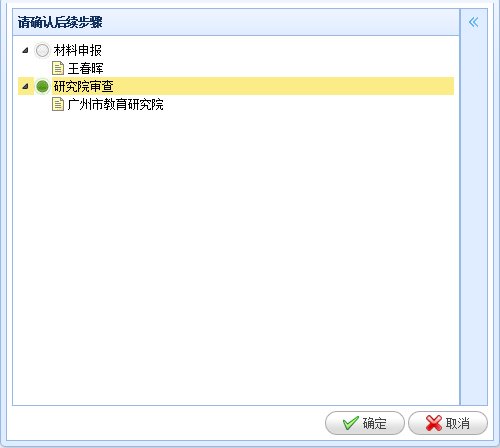 请确认后续步骤
材料申报
王春晖
研究院审查
广州市教育研究院
确定
取消